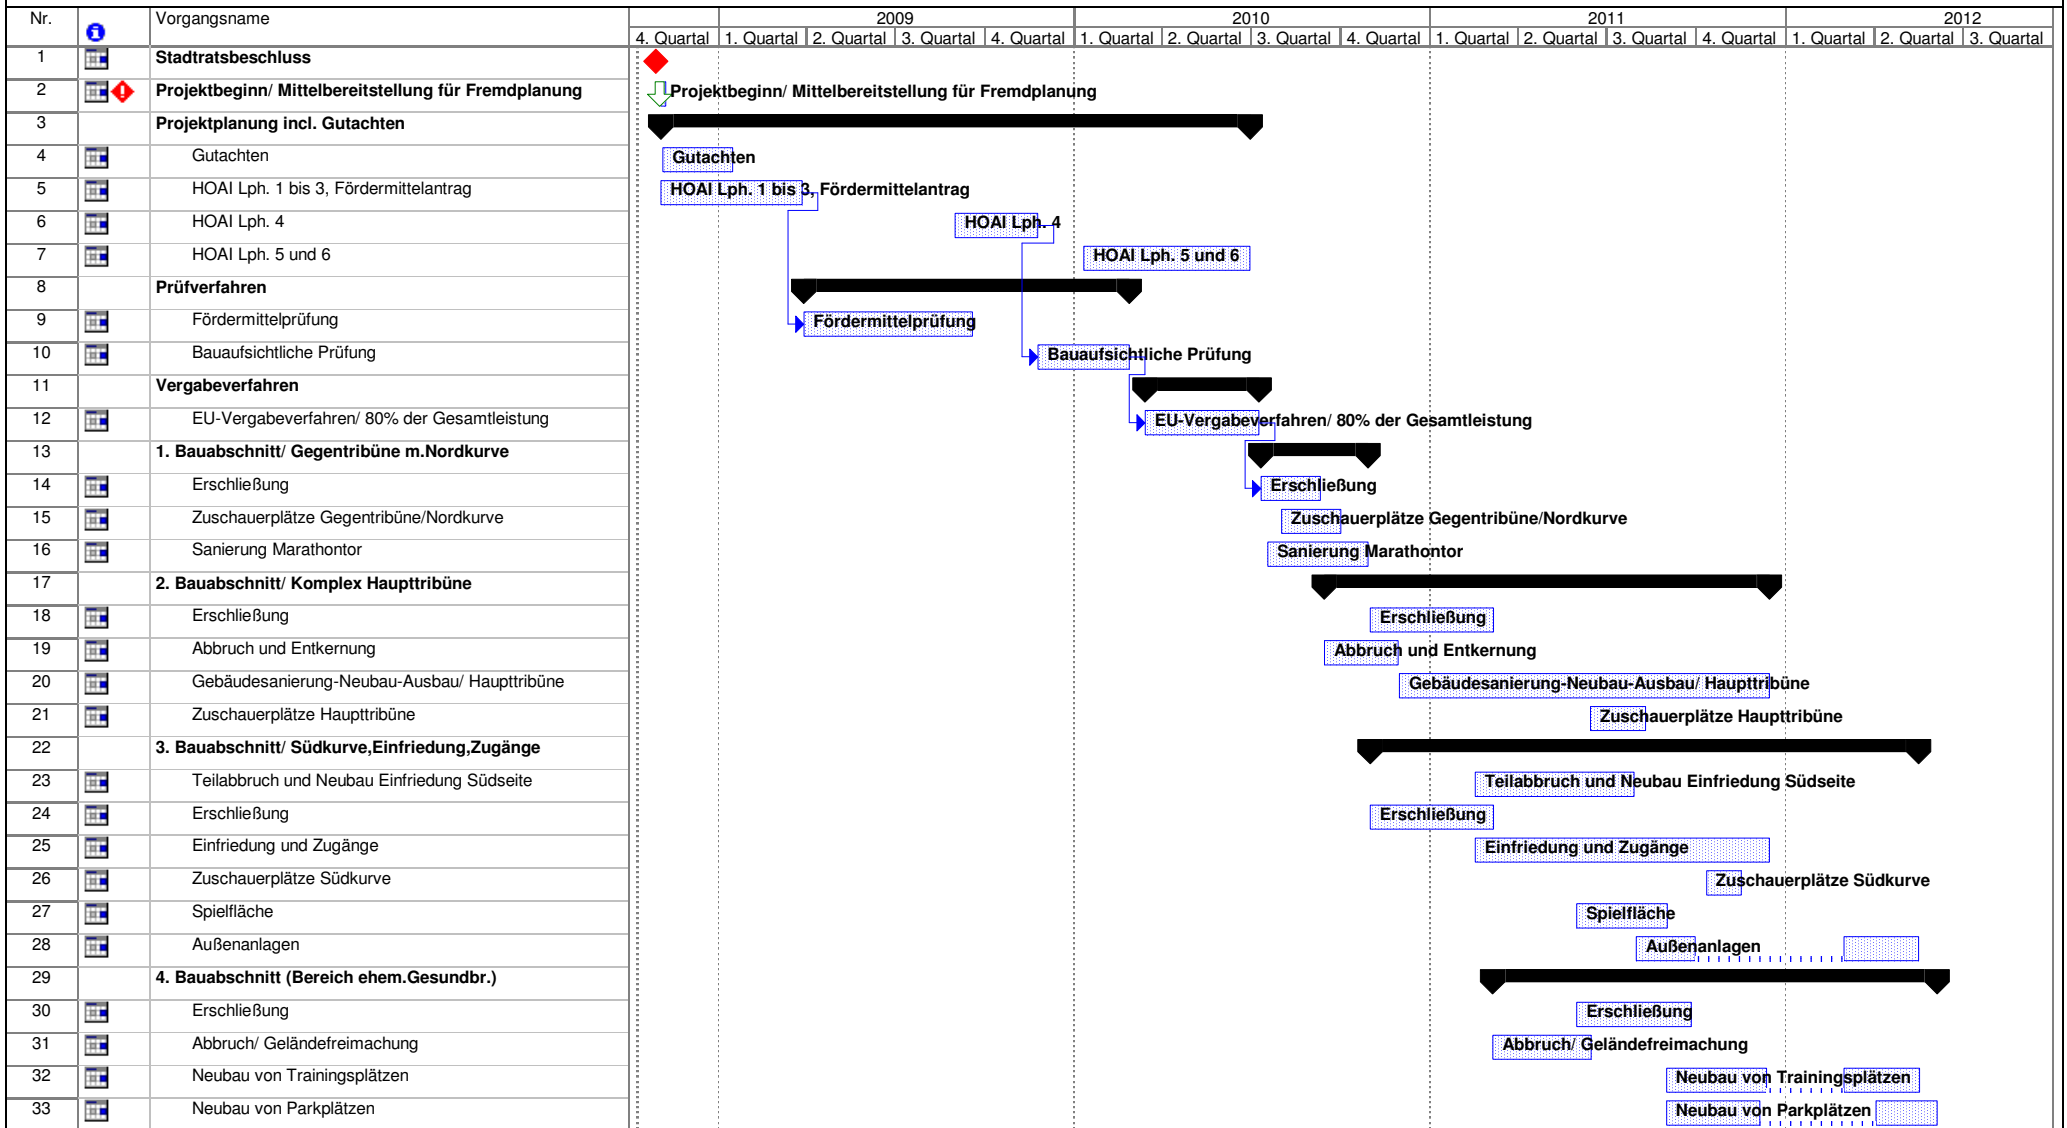 Nr. Vorgangsname 2009 2010 2011 2012
4. Quartal 1. Quartal 2. Quartal 3. Quartal 4. Quartal 1. Quartal 2. Quartal 3. Quartal 4. Quartal 1. Quartal 2. Quartal 3. Quartal 4. Quartal 1. Quartal 2. Quartal 3. Quartal
1 Stadtratsbeschluss
2 Projektbeginn/ Mittelbereitstellung für Fremdplanung Projektbeginn/ Mittelbereitstellung für Fremdplanung
3 Projektplanung incl. Gutachten
4 Gutachten Gutachten
5 HOAI Lph. 1 bis 3, Fördermittelantrag HOAI Lph. 1 bis 3, Fördermittelantrag
6 HOAI Lph. 4 HOAI Lph. 4
7 HOAI Lph. 5 und 6 HOAI Lph. 5 und 6
8 Prüfverfahren
9 Fördermittelprüfung Fördermittelprüfung
10 Bauaufsichtliche Prüfung Bauaufsichtliche Prüfung
11 Vergabeverfahren
12 EU-Vergabeverfahren/ 80% der Gesamtleistung EU-Vergabeverfahren/ 80% der Gesamtleistung
13 1. Bauabschnitt/ Gegentribüne m.Nordkurve
14 Erschließung Erschließung
15 Zuschauerplätze Gegentribüne/Nordkurve Zuschauerplätze Gegentribüne/Nordkurve
16 Sanierung Marathontor Sanierung Marathontor
17 2. Bauabschnitt/ Komplex Haupttribüne
18 Erschließung Erschließung
19 Abbruch und Entkernung Abbruch und Entkernung
20 Gebäudesanierung-Neubau-Ausbau/ Haupttribüne Gebäudesanierung-Neubau-Ausbau/ Haupttribüne
21 Zuschauerplätze Haupttribüne Zuschauerplätze Haupttribüne
22 3. Bauabschnitt/ Südkurve,Einfriedung,Zugänge
23 Teilabbruch und Neubau Einfriedung Südseite Teilabbruch und Neubau Einfriedung Südseite
24 Erschließung Erschließung
25 Einfriedung und Zugänge Einfriedung und Zugänge
26 Zuschauerplätze Südkurve Zuschauerplätze Südkurve
27 Spielfläche Spielfläche
28 Außenanlagen Außenanlagen
29 4. Bauabschnitt (Bereich ehem.Gesundbr.)
30 Erschließung Erschließung
31 Abbruch/ Geländefreimachung Abbruch/ Geländefreimachung
32 Neubau von Trainingsplätzen Neubau von Trainingsplätzen
33 Neubau von Parkplätzen Neubau von Parkplätzen